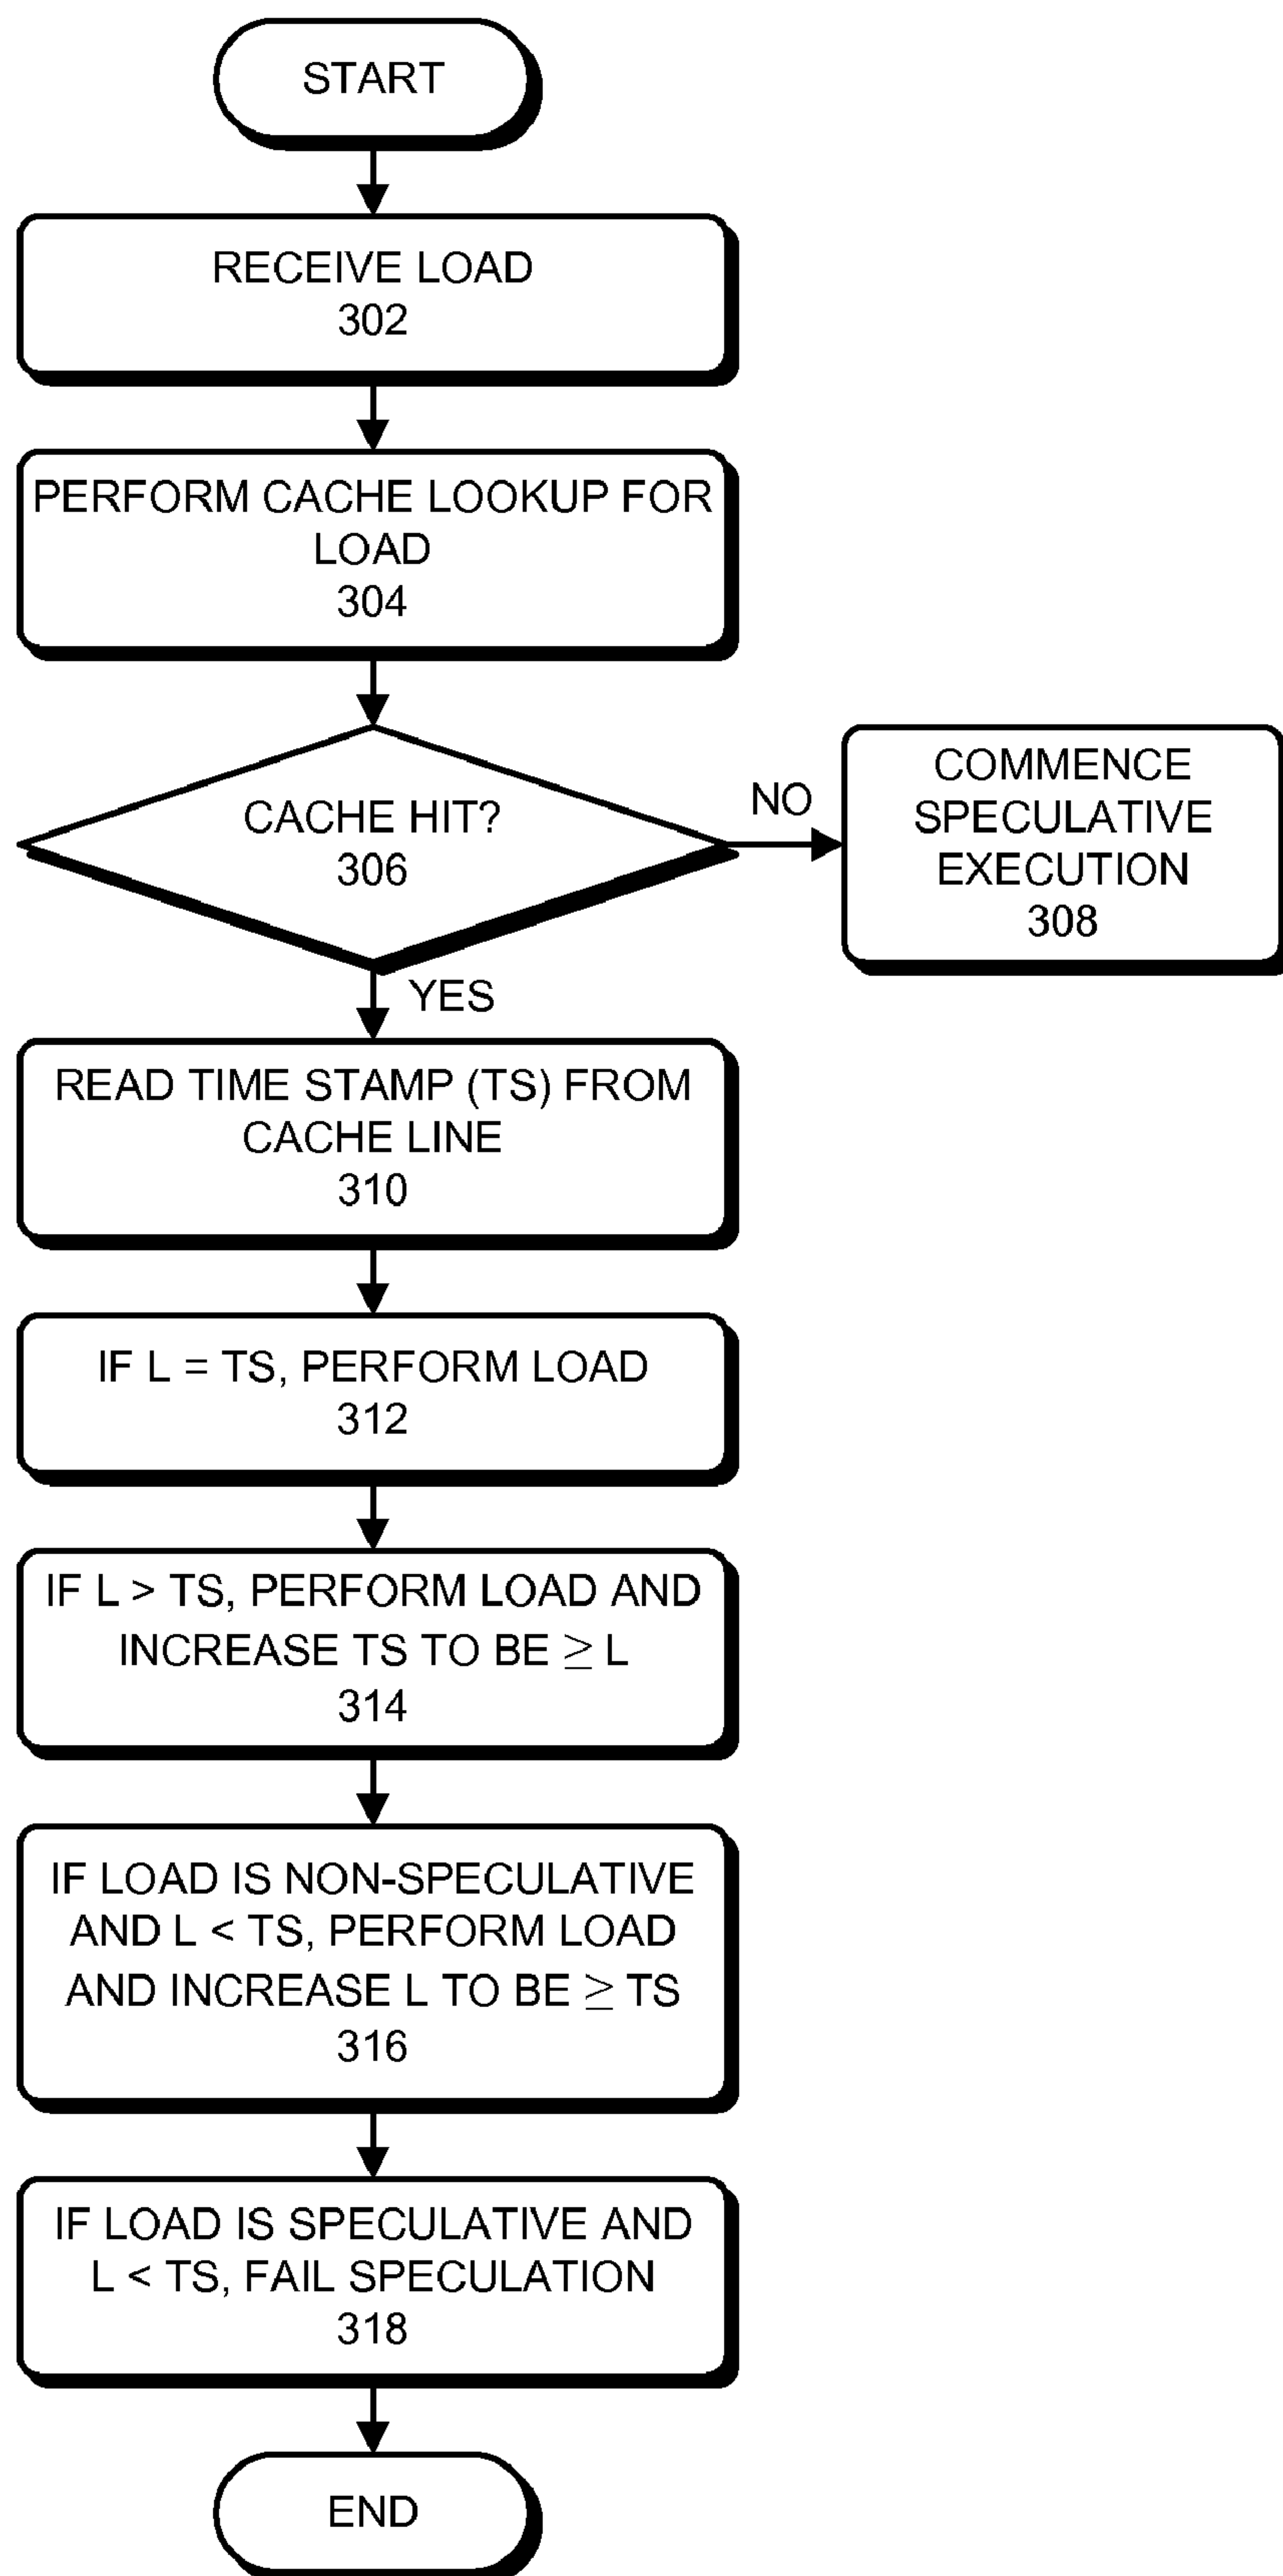 START
RECEIVE LOAD
302
PERFORM CACHE LOOKUP FOR
LOAD
304
CACHE HIT?
306
NO
COMMENCE
SPECULATIVE
EXECUTION
308
YES
READ TIME STAMP (TS) FROM
CACHE LINE
310
IF L = TS, PERFORM LOAD
312
IF L > TS, PERFORM LOAD AND
INCREASE TS TO BE ≥ L
314
IF LOAD IS NON-SPECULATIVE
AND L < TS, PERFORM LOAD
AND INCREASE L TO BE ≥ TS
316
IF LOAD IS SPECULATIVE AND
L < TS, FAIL SPECULATION
318
END